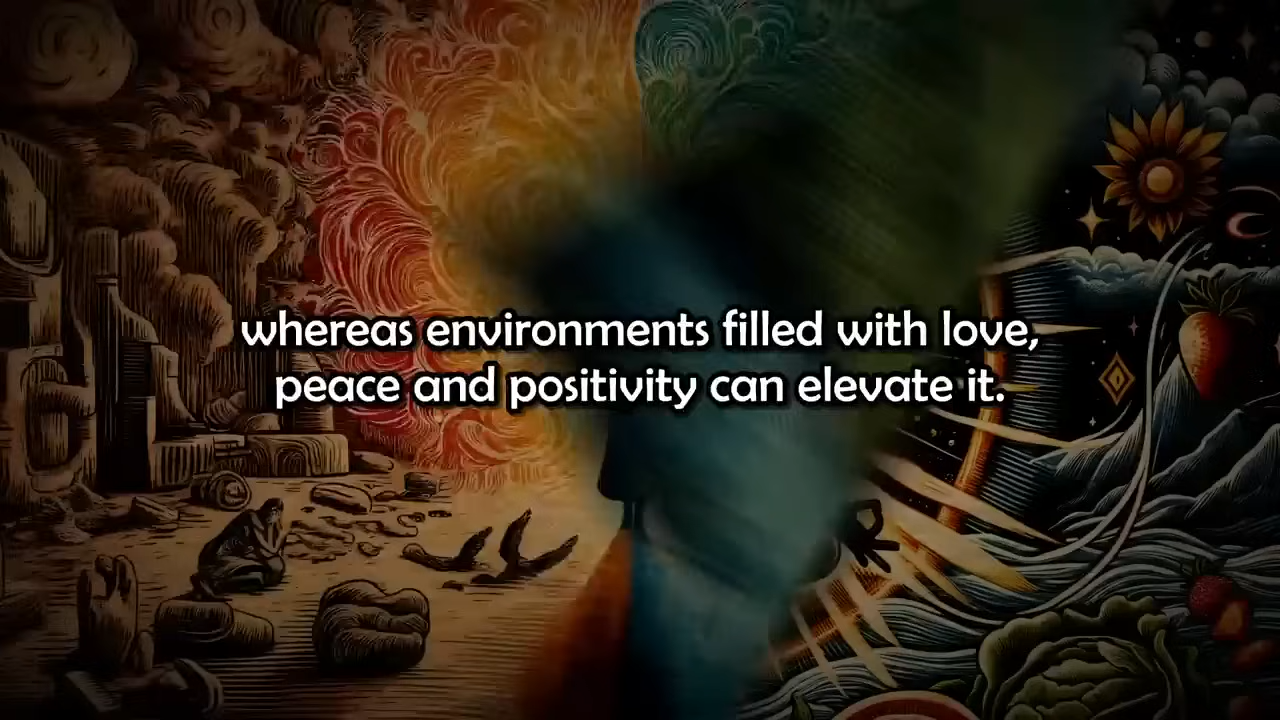 whereas environments filled with love,
peace and positivity can elevate it.